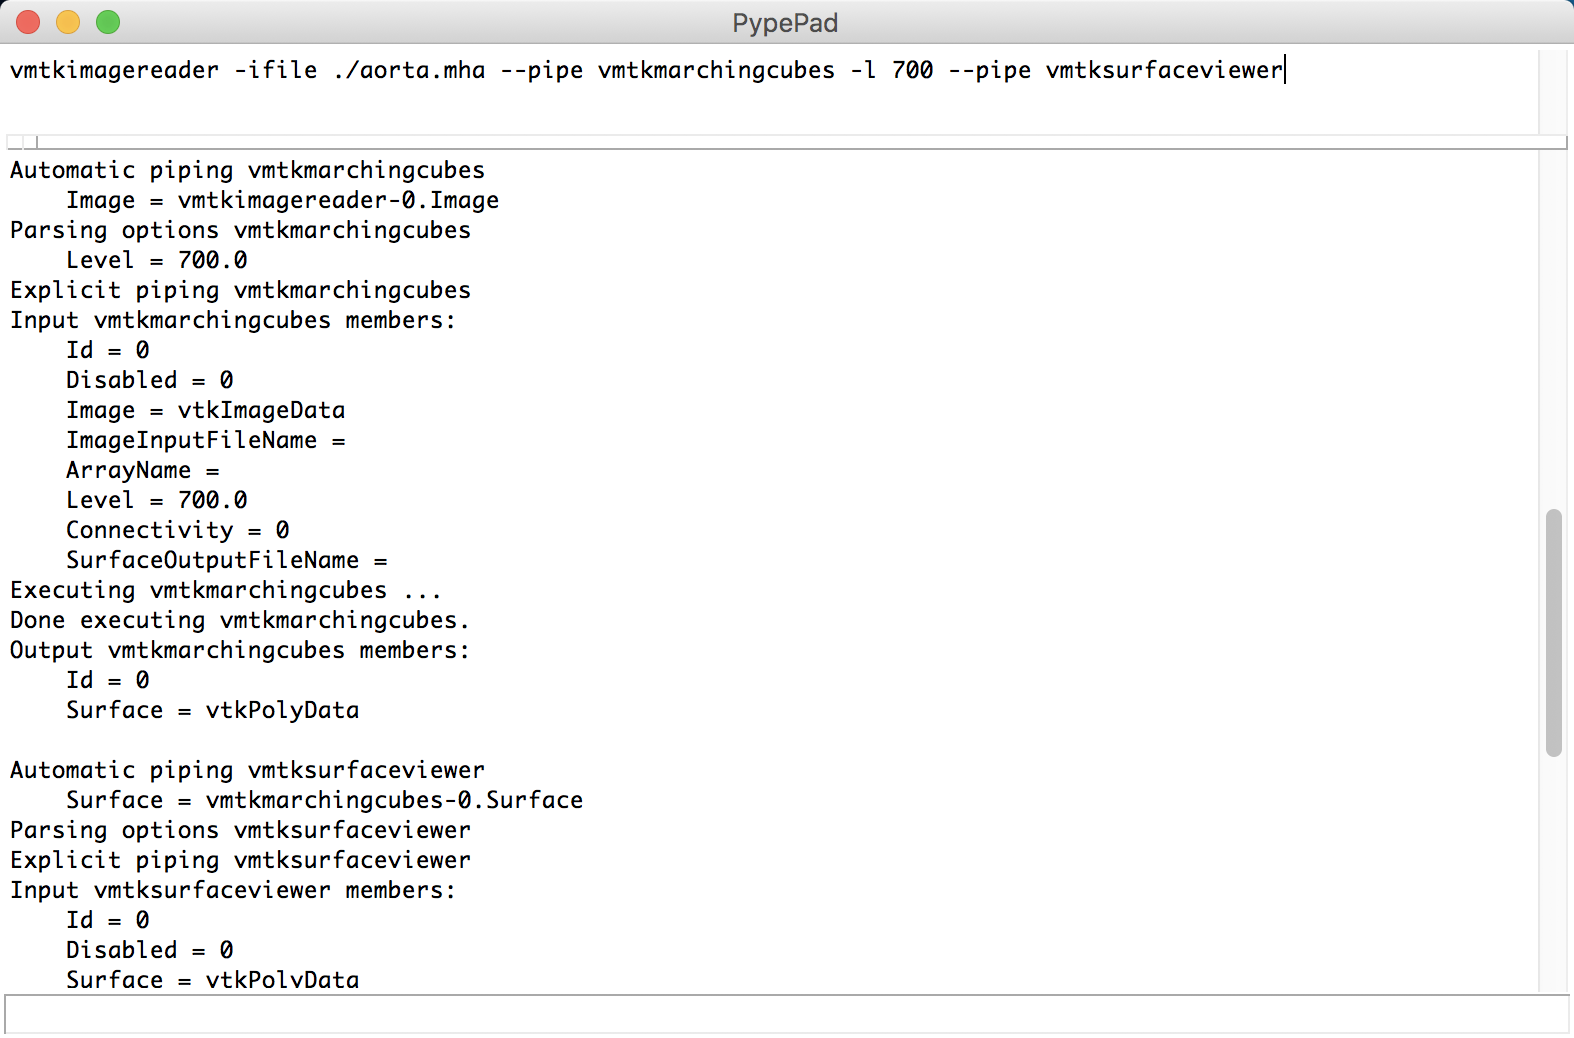 PypePad
vmtkimagereader -ifile ./aorta.mha --pipe vmtkmarchingcubes -l 700 --pipe vmtksurfaceviewer
Automatic piping vmtkmarchingcubes
    Image = vmtkimagereader-0.Image
Parsing options vmtkmarchingcubes
    Level = 700.0
Explicit piping vmtkmarchingcubes
Input vmtkmarchingcubes members:
    Id = 0
    Disabled = 0
    Image = vtkImageData
    ImageInputFileName =
    ArrayName =
    Level = 700.0
    Connectivity = 0
    SurfaceOutputFileName =
Executing vmtkmarchingcubes ...
Done executing vmtkmarchingcubes.
Output vmtkmarchingcubes members:
    Id = 0
    Surface = vtkPolyData

Automatic piping vmtksurfaceviewer
    Surface = vmtkmarchingcubes-0.Surface
Parsing options vmtksurfaceviewer
Explicit piping vmtksurfaceviewer
Input vmtksurfaceviewer members:
    Id = 0
    Disabled = 0
    Surface = vtkPolyData